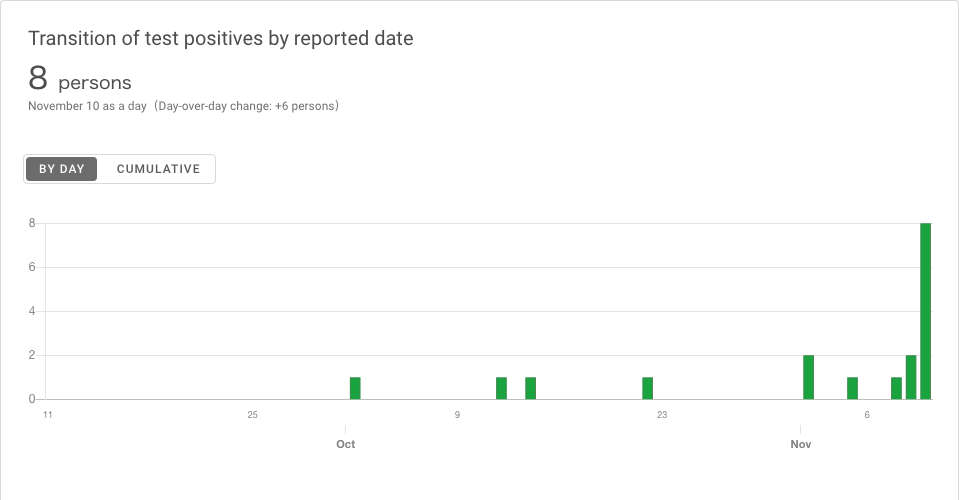 Transition of test positives by reported date
8 persons
November 10 as a day (Day-over-day change: +6 persons)
BY DAY CUMULATIVE
8
6
4
2
0
11 25 9 23 6
Oct Nov